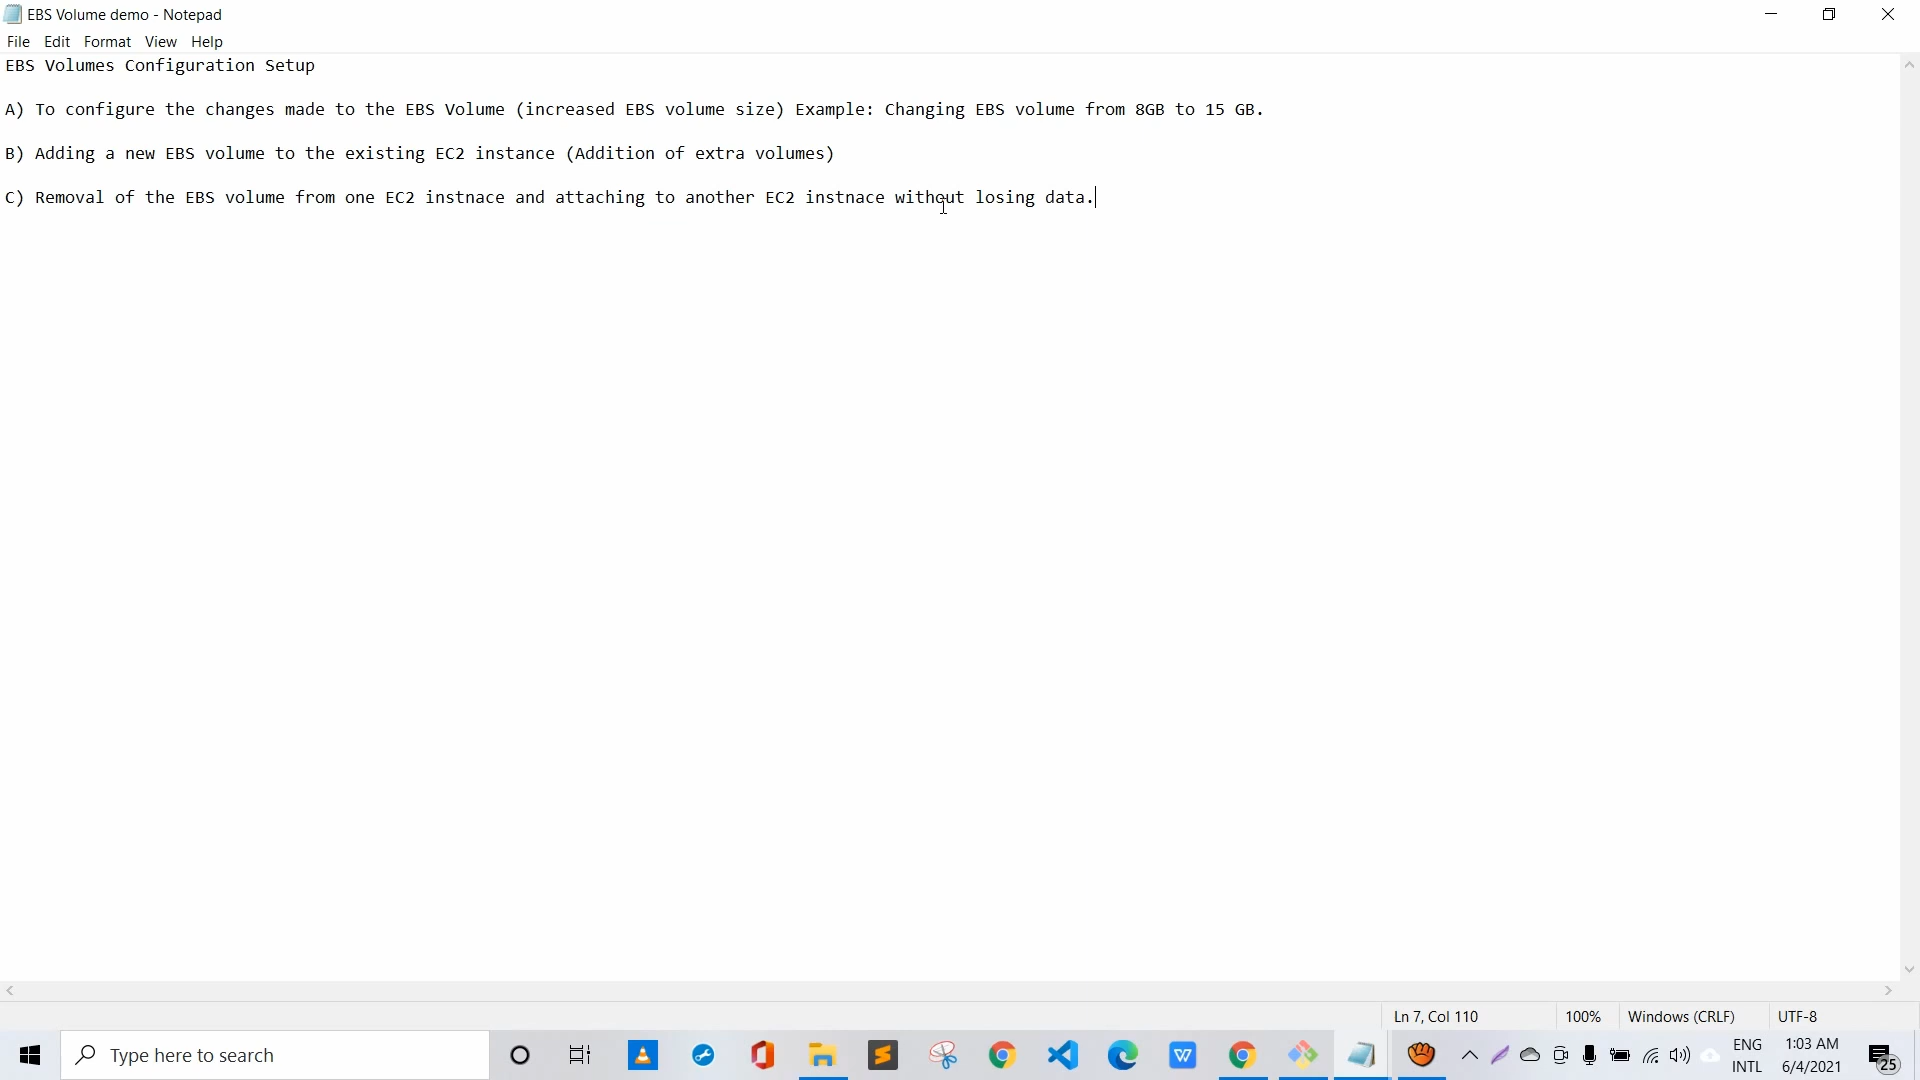 EBS Volume demo - Notepad
File Edit Format View Help
EBS Volumes Configuration Setup
A) To configure the changes made to the EBS Volume (increased EBS volume size) Example: Changing EBS volume from 8GB to 15 GB.
B) Adding a new EBS volume to the existing EC2 instance (Addition of extra volumes)
C) Removal of the EBS volume from one EC2 instnace and attaching to another EC2 instnace without losing data.
Ln 7, Col 110 100% Windows (CRLF) UTF-8
Type here to search
ENG
INTL
1:03 AM
6/4/2021
25